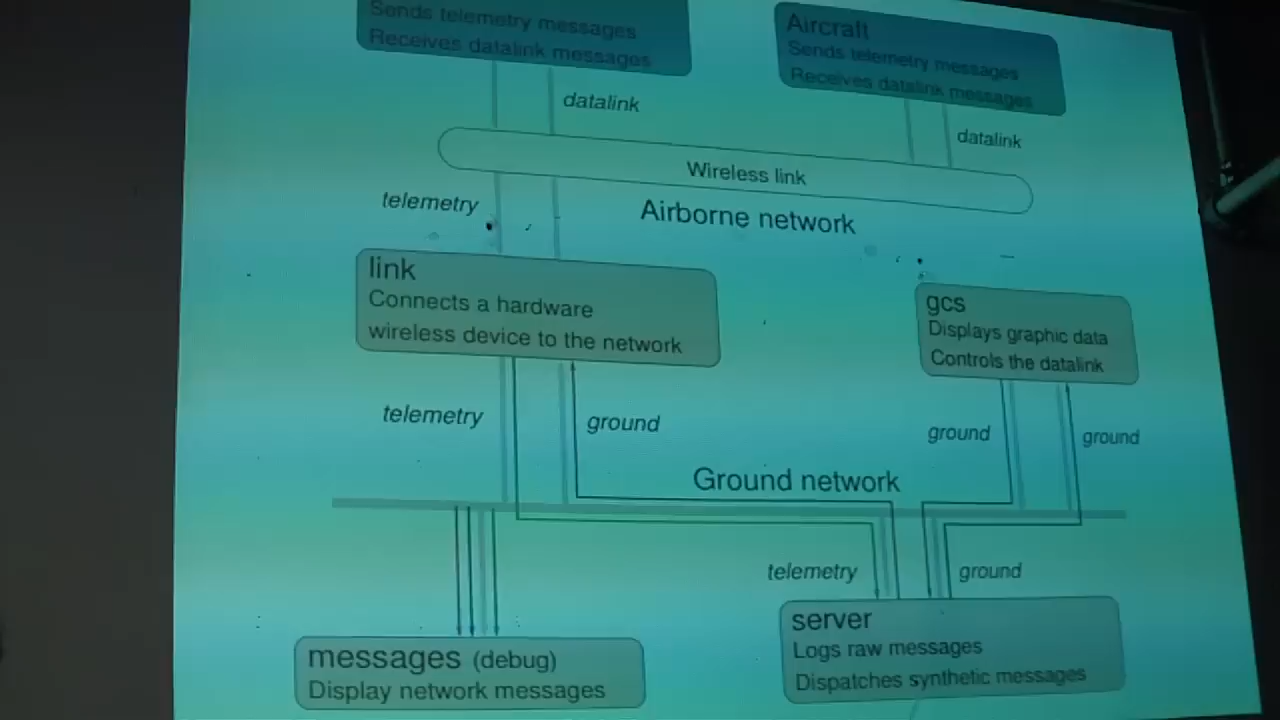 Sends telemetry messages
Receives datalink messages
Aircraft
Sends telemetry messages
Receives datalink messages
datalink
datalink
Wireless link
telemetry
Airborne network
link
Connects a hardware
wireless device to the network
gcs
Displays graphic data
Controls the datalink
telemetry
ground
ground
ground
Ground network
telemetry
ground
server
Logs raw messages
Dispatches synthetic messages
messages (debug)
Display network messages